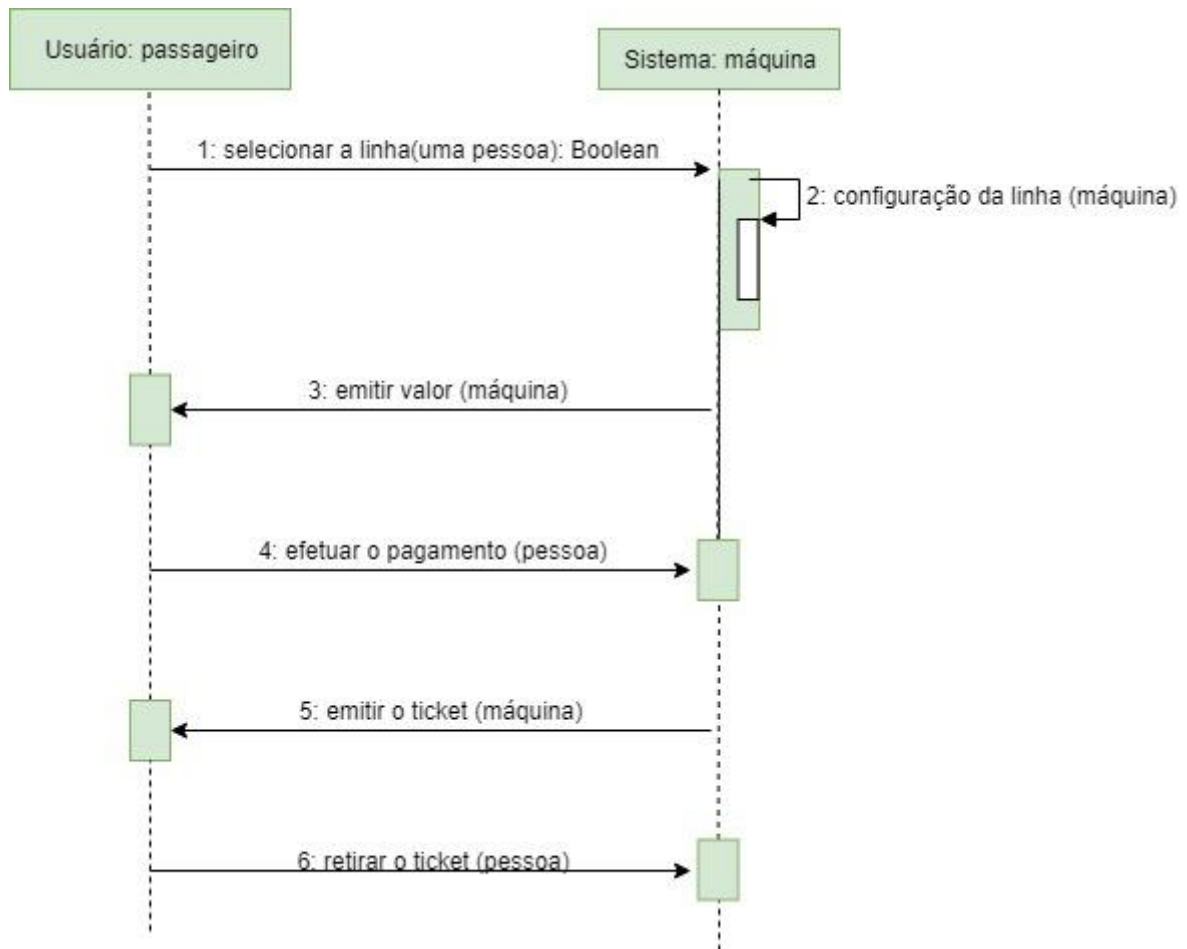 Usuário: passageiro
Sistema: máquina
1: selecionar a linha(uma pessoa): Boolean
2: configuração da linha (máquina)
3: emitir valor (máquina)
4: efetuar o pagamento (pessoa)
5: emitir o ticket (máquina)
6: retirar o ticket (pessoa)